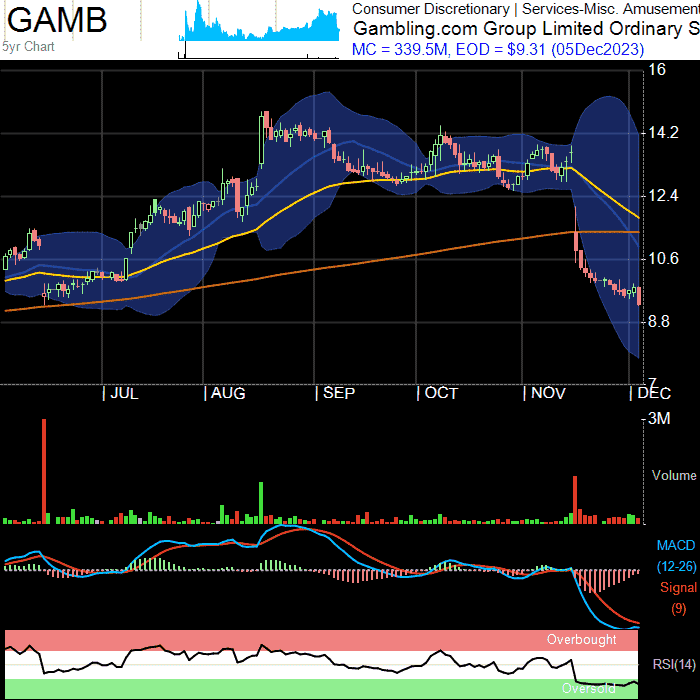 GAMB
5yr Chart
Consumer Discretionary | Services-Misc. Amusement
Gambling.com Group Limited Ordinary S
MC = 339.5M, EOD = $9.31 (05Dec2023)
16
14.2
12.4
10.6
8.8
7
| JUL | AUG | SEP | OCT | NOV | DEC
3M
Volume
MACD
(12-26)
Signal
(9)
Overbought
RSI(14)
Oversold